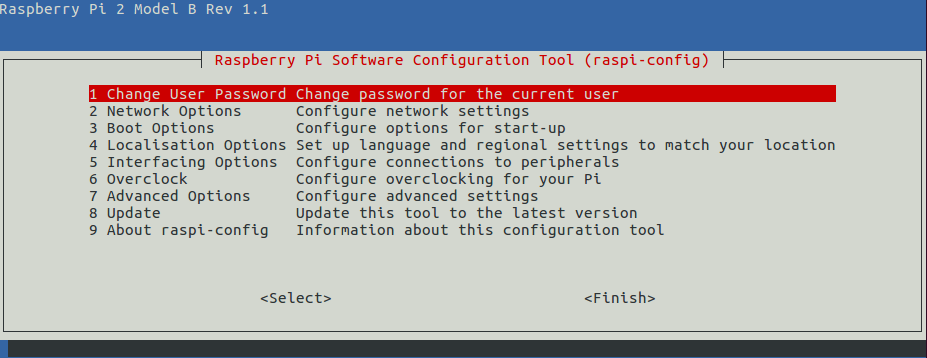 Raspberry Pi 2 Model B Rev 1.1
Raspberry Pi Software Configuration Tool (raspi-config)
1 Change User Password Change password for the current user
2 Network Options Configure network settings
3 Boot Options Configure options for start-up
4 Localisation Options Set up language and regional settings to match your location
5 Interfacing Options Configure connections to peripherals
6 Overclock Configure overclocking for your Pi
7 Advanced Options Configure advanced settings
8 Update Update this tool to the latest version
9 About raspi-config Information about this configuration tool
<Select> <Finish>